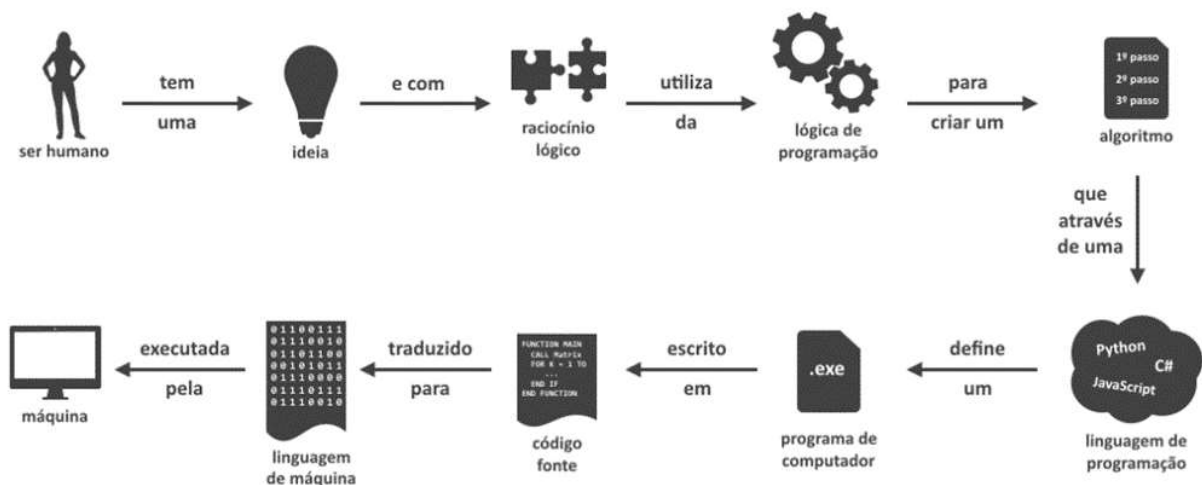 tem
uma
e com
utiliza
da
para
criar um
1º passo
2º passo
3º passo
ser humano
ideia
raciocínio
lógico
lógica de
programação
algoritmo
que
através
de uma
Python
C#
JavaScript
linguagem de
programação
define
um
.exe
programa de
computador
escrito
em
FUNCTION MAIN
CALL Matrix
FOR K = 1 TO
...
END IF
END FUNCTION
código
fonte
traduzido
para
01100111
01110010
01101100
00101011
01110000
01110111
01110010
linguagem
de máquina
executada
pela
máquina